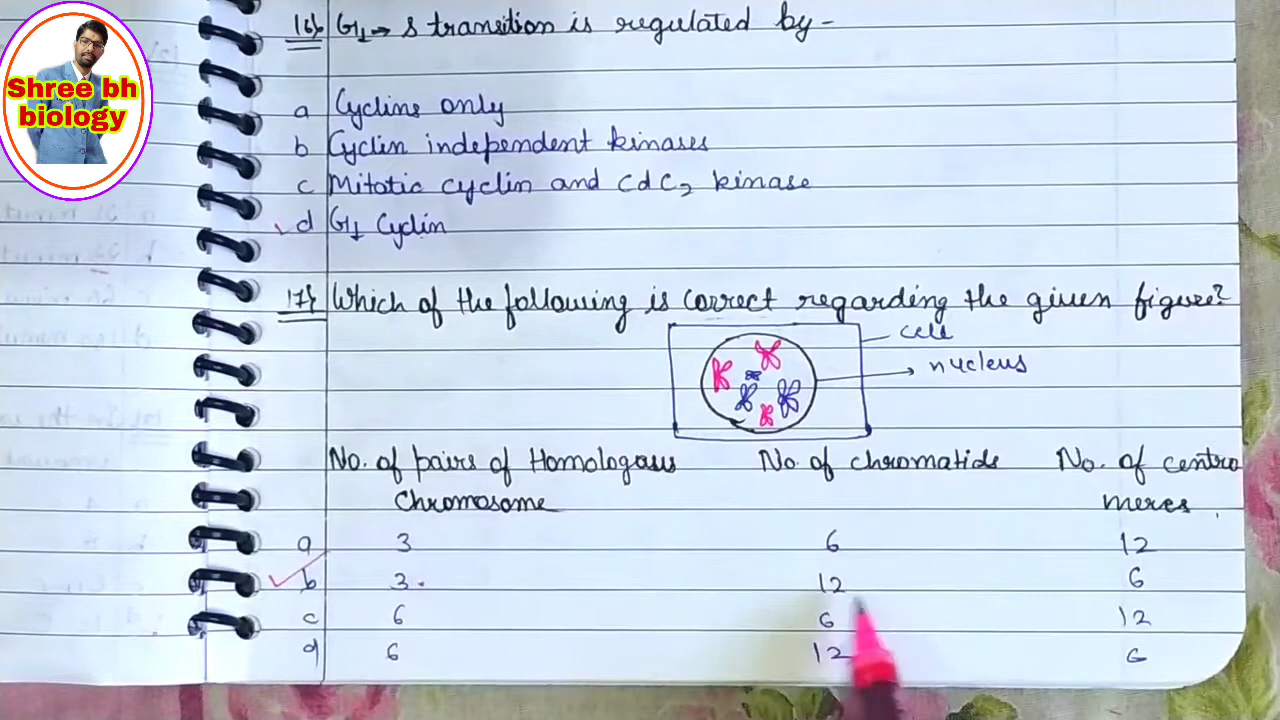 Shree bh
biology
16) G1 → S transition is regulated by -
a Cyclins only
b Cyclin independent kinases
c Mitotic cyclin and Cdc2 kinase
d G1 Cyclin
17) Which of the following is correct regarding the given figure?
cell
nucleus
No. of pairs of Homologous Chromosome No. of chromatids No. of centro meres
a 3 6 12
b 3 12 6
c 6 6 12
d 6 12 6